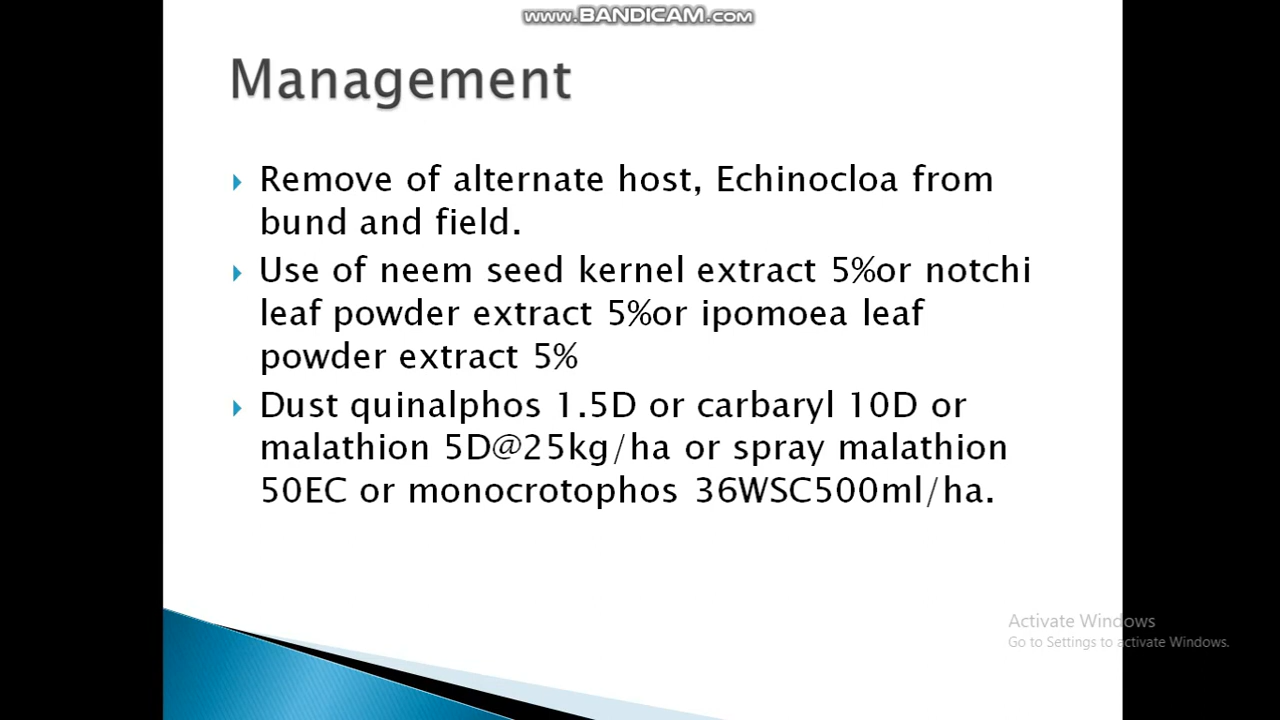 www.BANDICAM.com
Management
Remove of alternate host, Echinocloa from
bund and field.
Use of neem seed kernel extract 5%or notchi
leaf powder extract 5%or ipomoea leaf
powder extract 5%
Dust quinalphos 1.5D or carbaryl 10D or
malathion 5D@25kg/ha or spray malathion
50EC or monocrotophos 36WSC500ml/ha.
Activate Windows
Go to Settings to activate Windows.